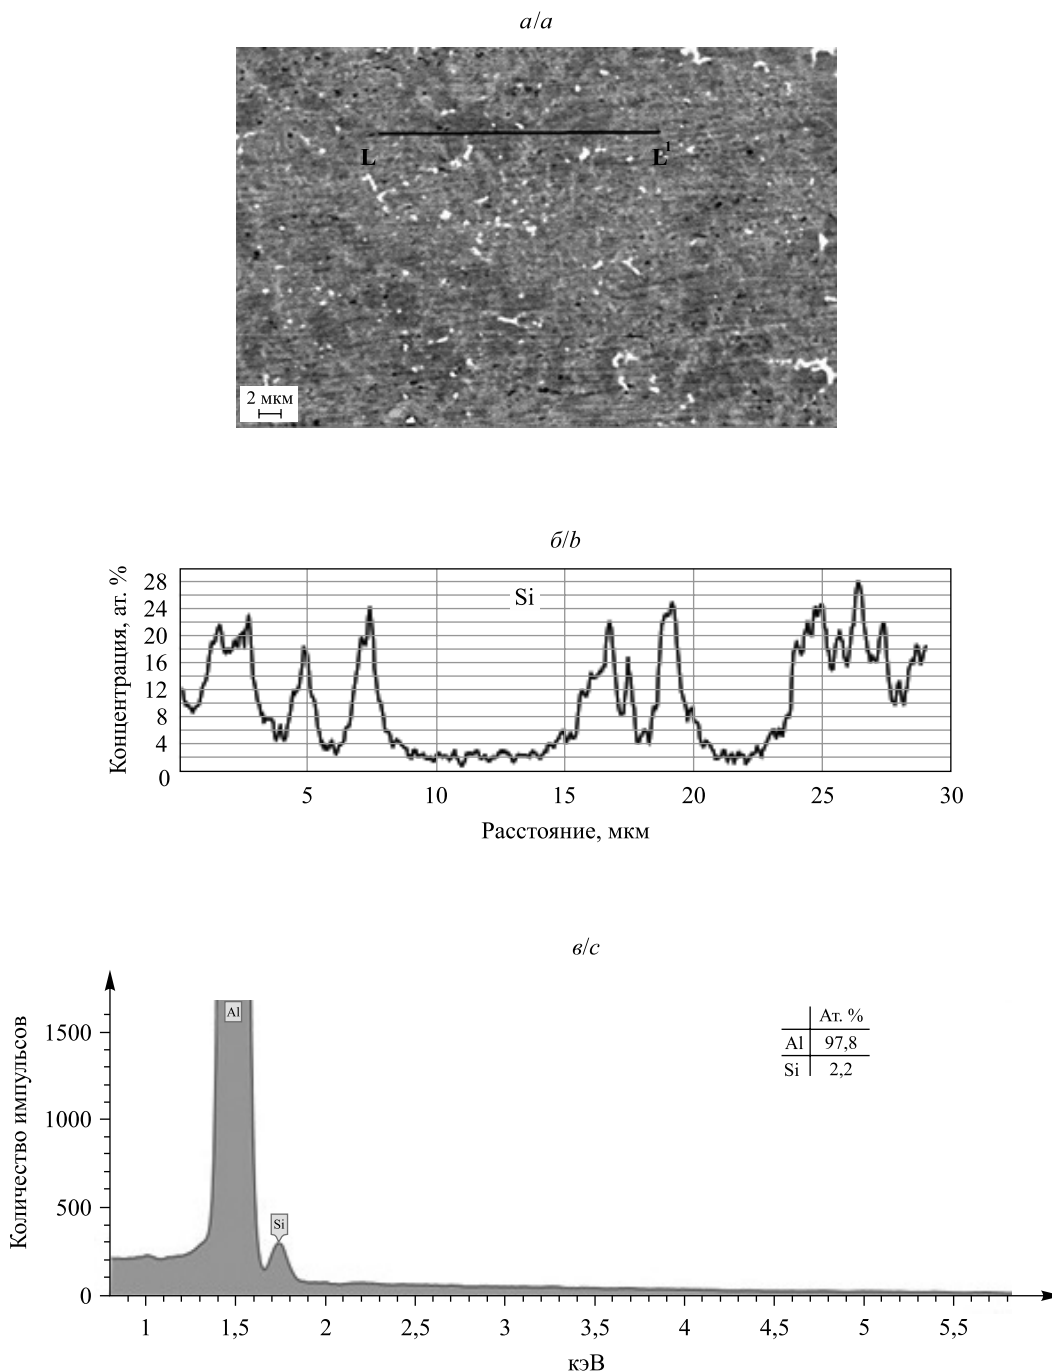 а/a
L E¹
2 мкм
б/b
Концентрация, ат. %
28
24
20
16
12
8
4
0
Si
5 10 15 20 25 30
Расстояние, мкм
в/c
Количество импульсов
1500
1000
500
0
Al
Si
Ат. %
Al 97,8
Si 2,2
1 1,5 2 2,5 3 3,5 4 4,5 5 5,5
кэВ